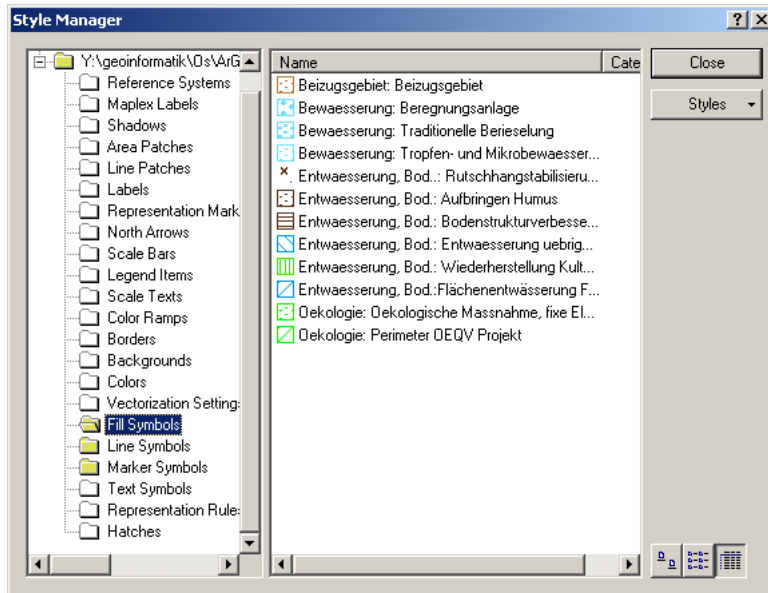 Style Manager
Y:\geoinformatik\Os\ArG
Reference Systems
Maplex Labels
Shadows
Area Patches
Line Patches
Labels
Representation Mark
North Arrows
Scale Bars
Legend Items
Scale Texts
Color Ramps
Borders
Backgrounds
Colors
Vectorization Setting
Fill Symbols
Line Symbols
Marker Symbols
Text Symbols
Representation Rule
Hatches
Name Cate
Beizugsgebiet: Beizugsgebiet
Bewaesserung: Beregnungsanlage
Bewaesserung: Traditionelle Berieselung
Bewaesserung: Tropfen- und Mikrobewaesser...
Entwaesserung, Bod..: Rutschhangstabilisieru...
Entwaesserung, Bod.: Aufbringen Humus
Entwaesserung, Bod.: Bodenstrukturverbesse...
Entwaesserung, Bod.: Entwaesserung uebrig...
Entwaesserung, Bod.: Wiederherstellung Kult...
Entwaesserung, Bod.:Flächenentwässerung F...
Oekologie: Oekologische Massnahme, fixe El...
Oekologie: Perimeter OEQV Projekt
Close
Styles